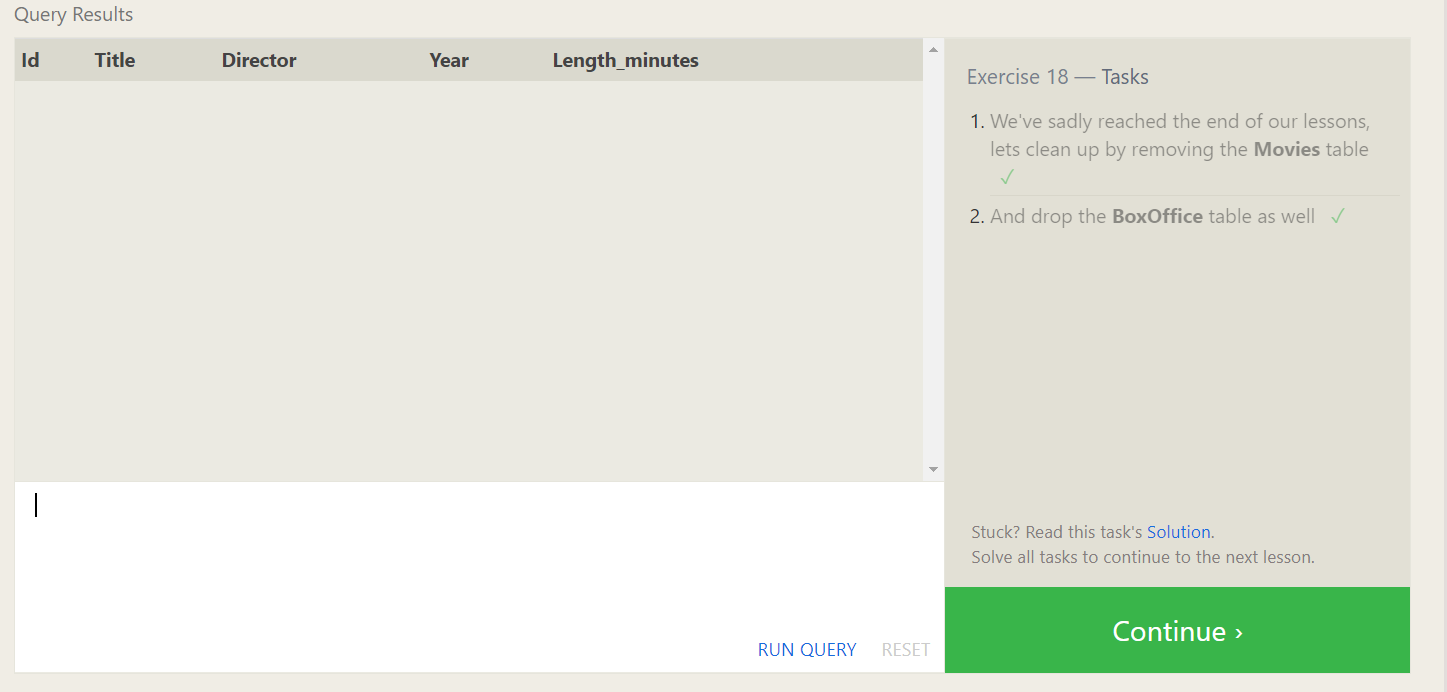 Query Results
Id Title Director Year Length_minutes
Exercise 18 — Tasks
1. We've sadly reached the end of our lessons,
lets clean up by removing the Movies table
✓
2. And drop the BoxOffice table as well ✓
Stuck? Read this task's Solution.
Solve all tasks to continue to the next lesson.
RUN QUERY RESET
Continue ›